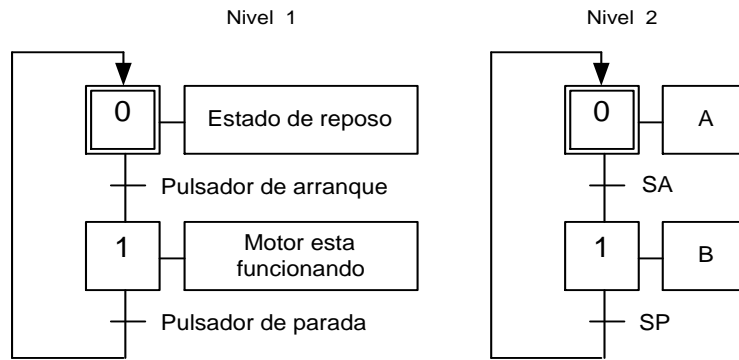 Nivel 1
0
Estado de reposo
Pulsador de arranque
1
Motor esta
funcionando
Pulsador de parada
Nivel 2
0
A
SA
1
B
SP